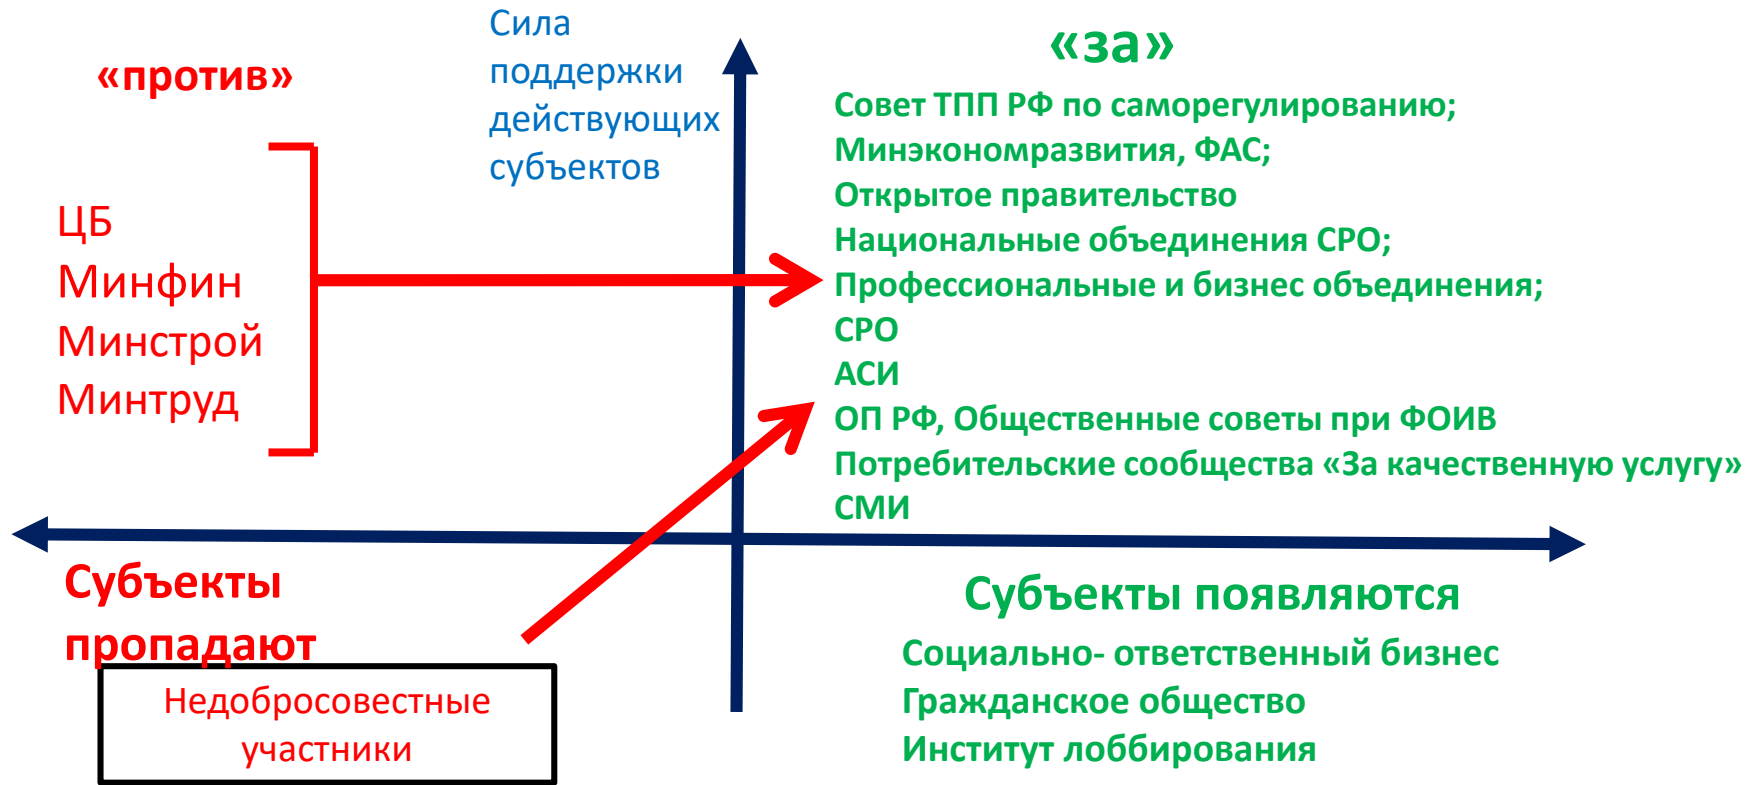 «против»
ЦБ
Минфин
Минстрой
Минтруд
Сила
поддержки
действующих
субъектов
«за»
Совет ТПП РФ по саморегулированию;
Минэкономразвития, ФАС;
Открытое правительство
Национальные объединения СРО;
Профессиональные и бизнес объединения;
СРО
АСИ
ОП РФ, Общественные советы при ФОИВ
Потребительские сообщества «За качественную услугу»
СМИ
Субъекты
пропадают
Недобросовестные
участники
Субъекты появляются
Социально- ответственный бизнес
Гражданское общество
Институт лоббирования